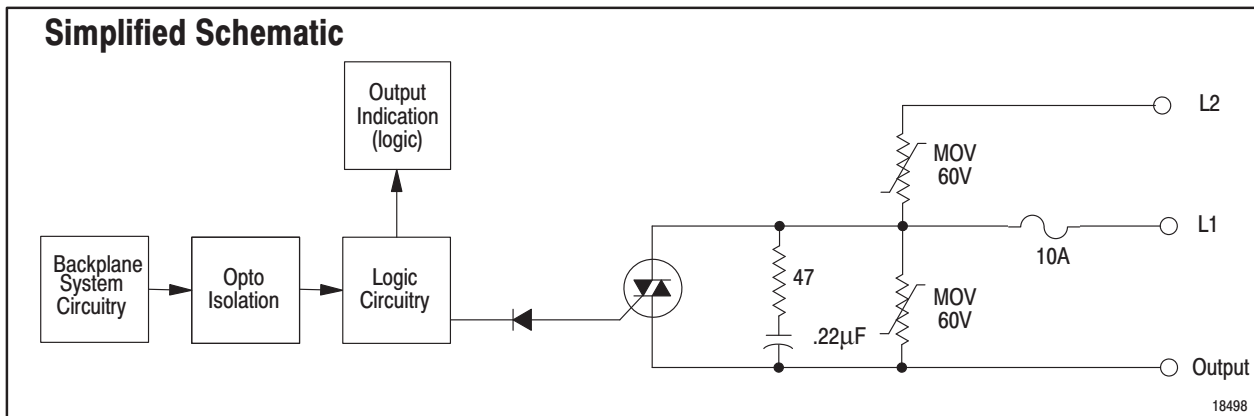 Simplified Schematic
Output
Indication
(logic)
Backplane
System
Circuitry
Opto
Isolation
Logic
Circuitry
47
.22µF
MOV
60V
MOV
60V
10A
L2
L1
Output
18498